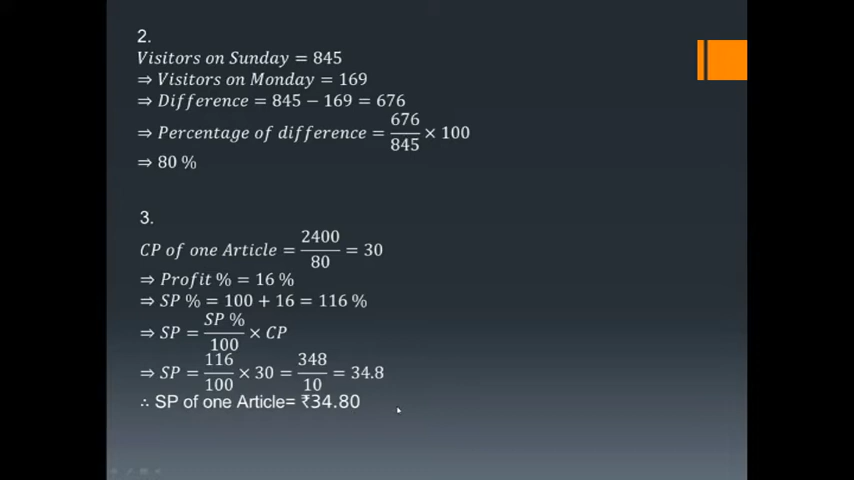 2.
Visitors on Sunday = 845
⇒ Visitors on Monday = 169
⇒ Difference = 845 − 169 = 676
⇒ Percentage of difference = 676/845 × 100
⇒ 80 %
3.
CP of one Article = 2400/80 = 30
⇒ Profit % = 16 %
⇒ SP % = 100 + 16 = 116 %
⇒ SP = SP %/100 × CP
⇒ SP = 116/100 × 30 = 348/10 = 34.8
∴ SP of one Article= ₹34.80